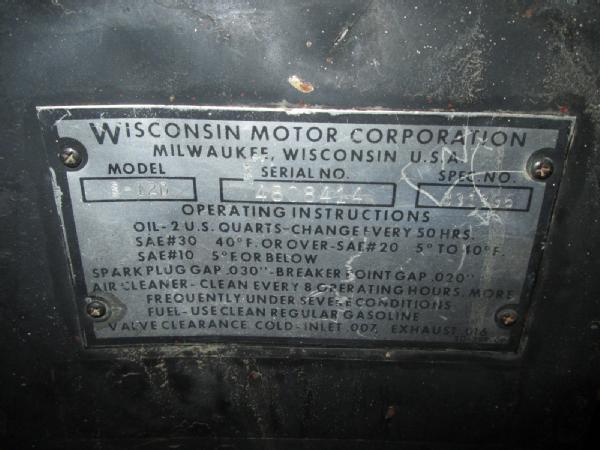 WISCONSIN MOTOR CORPORATION
MILWAUKEE, WISCONSIN U.S.A.
MODEL SERIAL NO. SPEC. NO.
4828414
OPERATING INSTRUCTIONS
OIL-2 U.S. QUARTS-CHANGE EVERY 50 HRS.
SAE#30 40°F. OR OVER-SAE#20 5° TO 40°F.
SAE#10 5°F OR BELOW
SPARK PLUG GAP .030"-BREAKER POINT GAP .020"
AIR CLEANER-CLEAN EVERY 8 OPERATING HOURS. MORE
FREQUENTLY UNDER SEVERE CONDITIONS
FUEL-USE CLEAN REGULAR GASOLINE
VALVE CLEARANCE COLD-INLET .007, EXHAUST .016